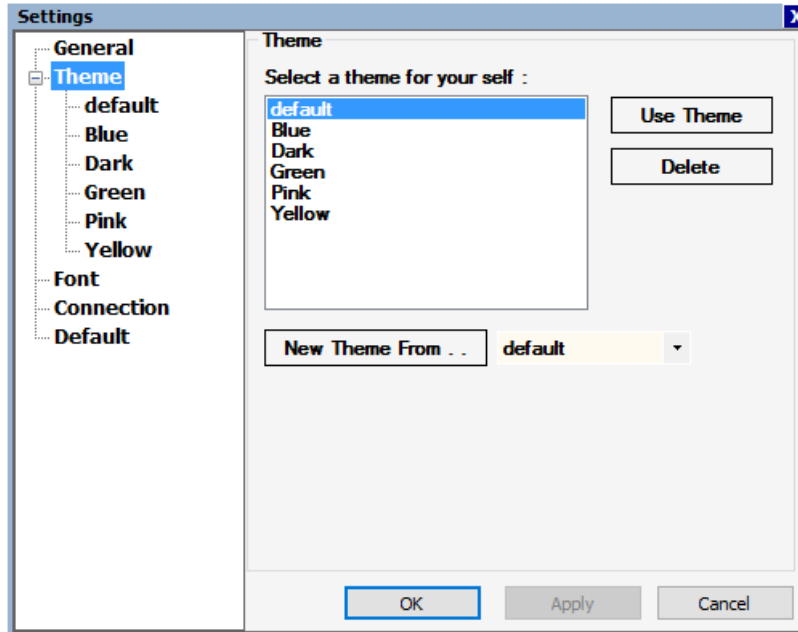 Settings
X
General
Theme
default
Blue
Dark
Green
Pink
Yellow
Font
Connection
Default
Theme
Select a theme for your self :
default
Blue
Dark
Green
Pink
Yellow
Use Theme
Delete
New Theme From . .
default
OK
Apply
Cancel